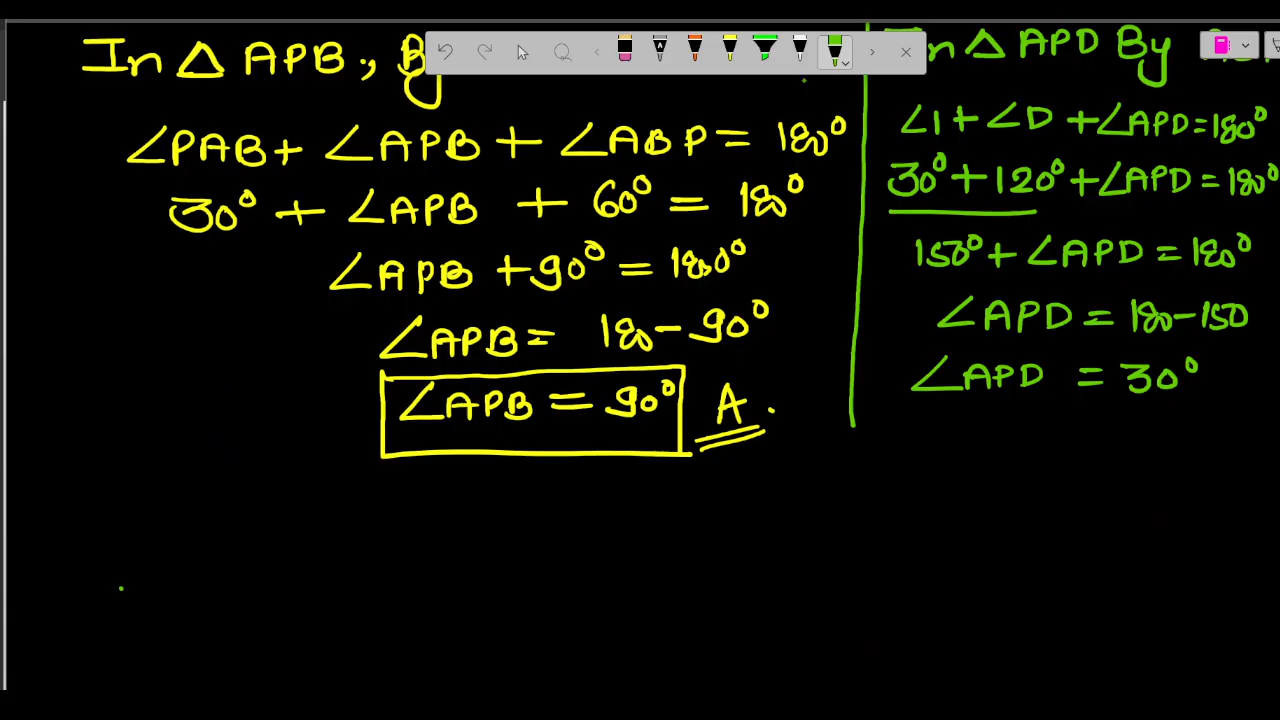 In △ APB, B
∠PAB + ∠APB + ∠ABP = 180°
30° + ∠APB + 60° = 180°
∠APB + 90° = 180°
∠APB = 180 - 90°
∠APB = 90° A.
In △ APD By
∠1 + ∠D + ∠APD = 180°
30° + 120° + ∠APD = 180°
150° + ∠APD = 180°
∠APD = 180 - 150
∠APD = 30°